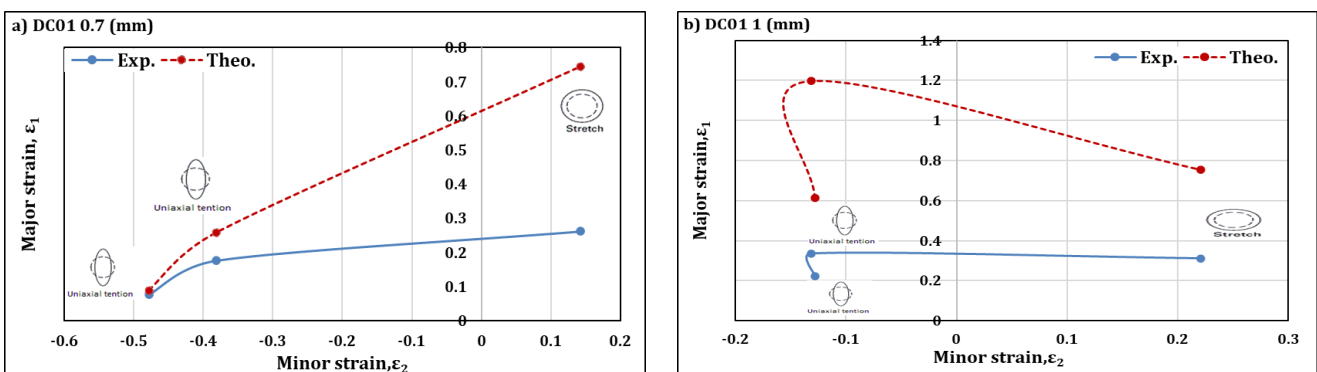 a) DC01 0.7 (mm)
Exp. Theo.
Major strain, ε1
0.8
0.7
0.6
0.5
0.4
0.3
0.2
0.1
0
Stretch
Uniaxial tention
Uniaxial tention
-0.6 -0.5 -0.4 -0.3 -0.2 -0.1 0 0.1 0.2
Minor strain,ε2
b) DC01 1 (mm)
Exp. Theo.
Major strain, ε1
1.4
1.2
1
0.8
0.6
0.4
0.2
0
Stretch
Uniaxial tention
Uniaxial tention
-0.2 -0.1 0 0.1 0.2 0.3
Minor strain,ε2